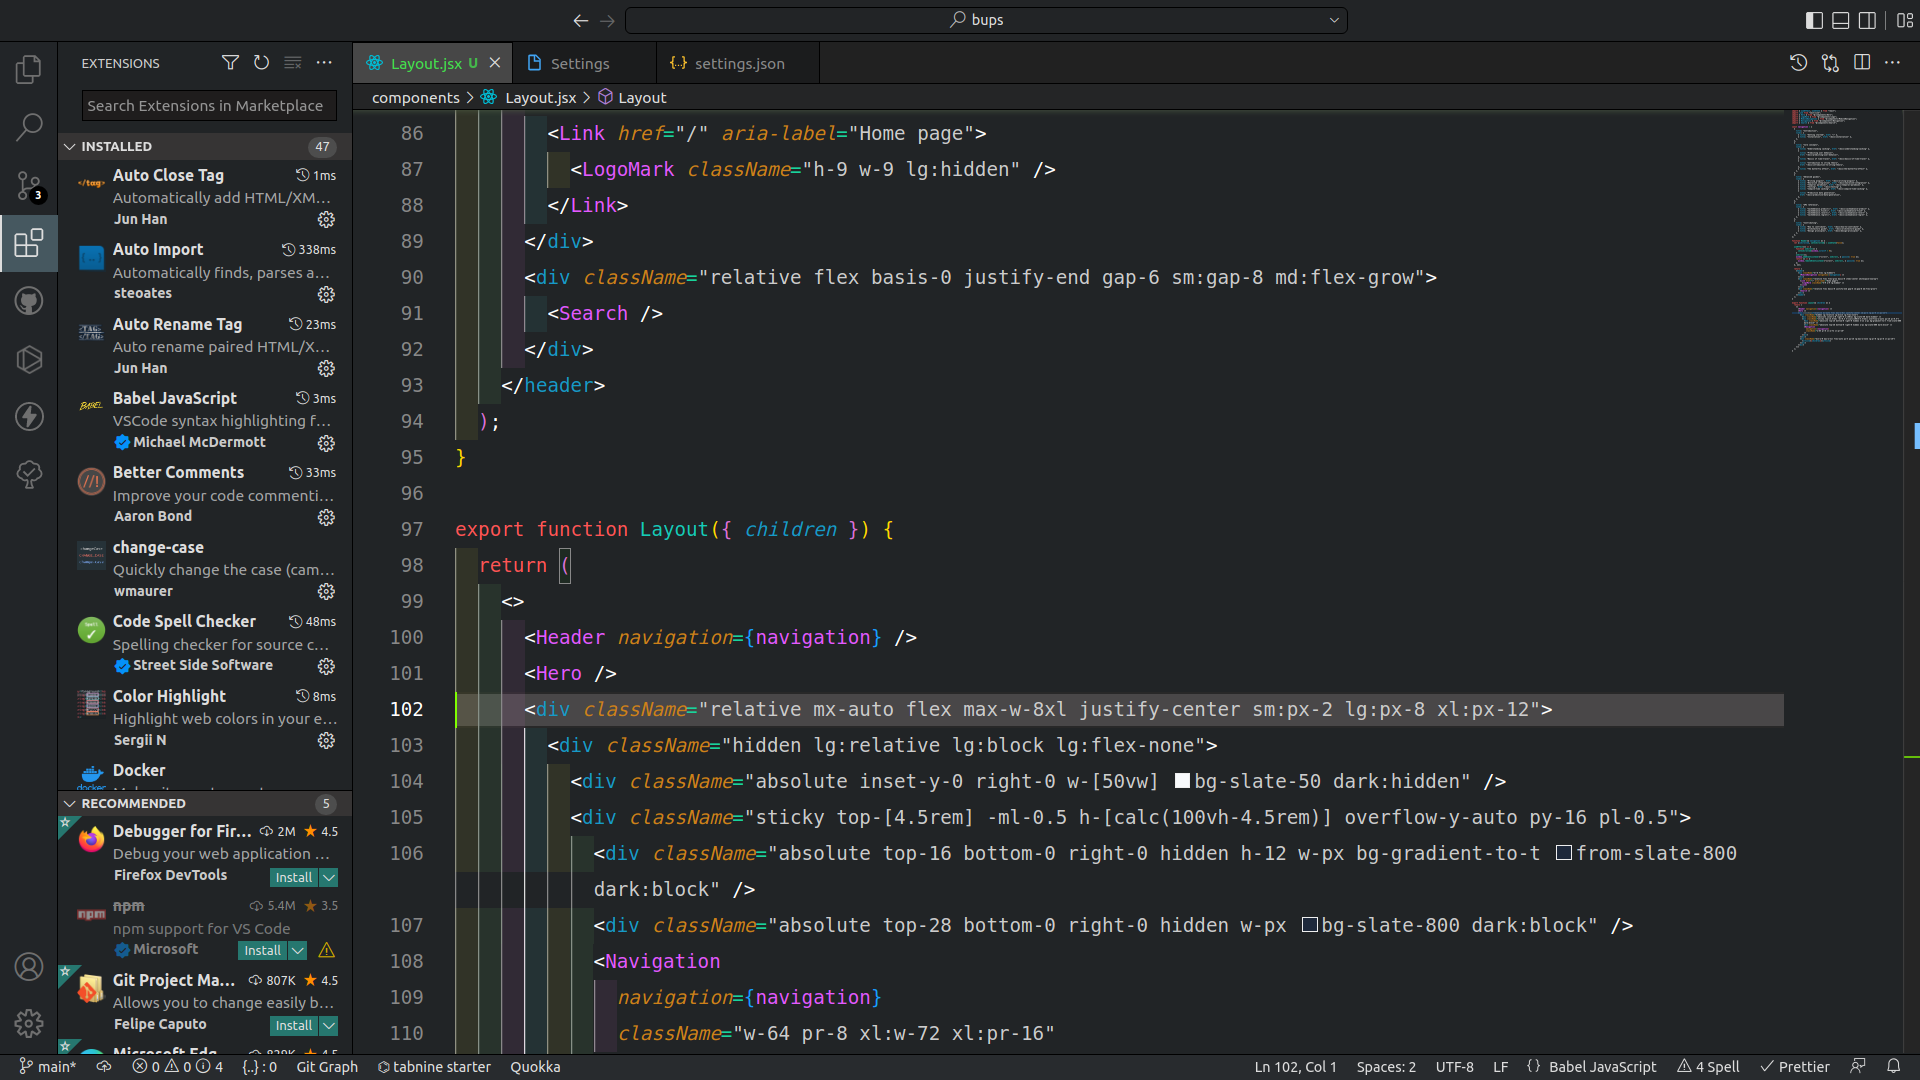 bups
EXTENSIONS
Search Extensions in Marketplace
INSTALLED 47
Auto Close Tag 1ms
Automatically add HTML/XM...
Jun Han
Auto Import 338ms
Automatically finds, parses a...
steoates
Auto Rename Tag 23ms
Auto rename paired HTML/X...
Jun Han
Babel JavaScript 3ms
VSCode syntax highlighting f...
Michael McDermott
Better Comments 33ms
Improve your code commenti...
Aaron Bond
change-case
Quickly change the case (cam...
wmaurer
Code Spell Checker 48ms
Spelling checker for source c...
Street Side Software
Color Highlight 8ms
Highlight web colors in your e...
Sergii N
Docker
RECOMMENDED 5
Debugger for Fir... 2M ★ 4.5
Debug your web application ...
Firefox DevTools Install
npm 5.4M ★ 3.5
npm support for VS Code
Microsoft Install
Git Project Ma... 807K ★ 4.5
Allows you to change easily b...
Felipe Caputo Install
3
Layout.jsx U Settings settings.json
components > Layout.jsx > Layout
86 <Link href="/" aria-label="Home page">
87 <LogoMark className="h-9 w-9 lg:hidden" />
88 </Link>
89 </div>
90 <div className="relative flex basis-0 justify-end gap-6 sm:gap-8 md:flex-grow">
91 <Search />
92 </div>
93 </header>
94 );
95 }
96
97 export function Layout({ children }) {
98 return (
99 <>
100 <Header navigation={navigation} />
101 <Hero />
102 <div className="relative mx-auto flex max-w-8xl justify-center sm:px-2 lg:px-8 xl:px-12">
103 <div className="hidden lg:relative lg:block lg:flex-none">
104 <div className="absolute inset-y-0 right-0 w-[50vw] bg-slate-50 dark:hidden" />
105 <div className="sticky top-[4.5rem] -ml-0.5 h-[calc(100vh-4.5rem)] overflow-y-auto py-16 pl-0.5">
106 <div className="absolute top-16 bottom-0 right-0 hidden h-12 w-px bg-gradient-to-t from-slate-800
dark:block" />
107 <div className="absolute top-28 bottom-0 right-0 hidden w-px bg-slate-800 dark:block" />
108 <Navigation
109 navigation={navigation}
110 className="w-64 pr-8 xl:w-72 xl:pr-16"
main* 0 0 4 {..} : 0 Git Graph tabnine starter Quokka Ln 102, Col 1 Spaces: 2 UTF-8 LF {} Babel JavaScript 4 Spell Prettier